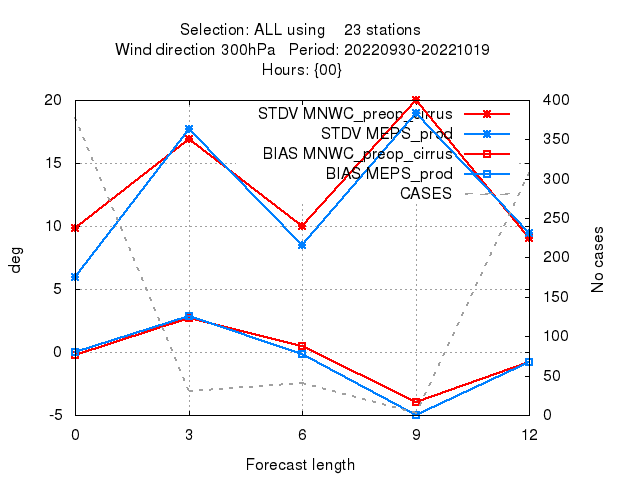 Selection: ALL using 23 stations
Wind direction 300hPa Period: 20220930-20221019
Hours: {00}
STDV MNWC_preop_cirrus
STDV MEPS_prod
BIAS MNWC_preop_cirrus
BIAS MEPS_prod
CASES
20
15
10
5
0
-5
deg
400
350
300
250
200
150
100
50
0
No cases
0 3 6 9 12
Forecast length